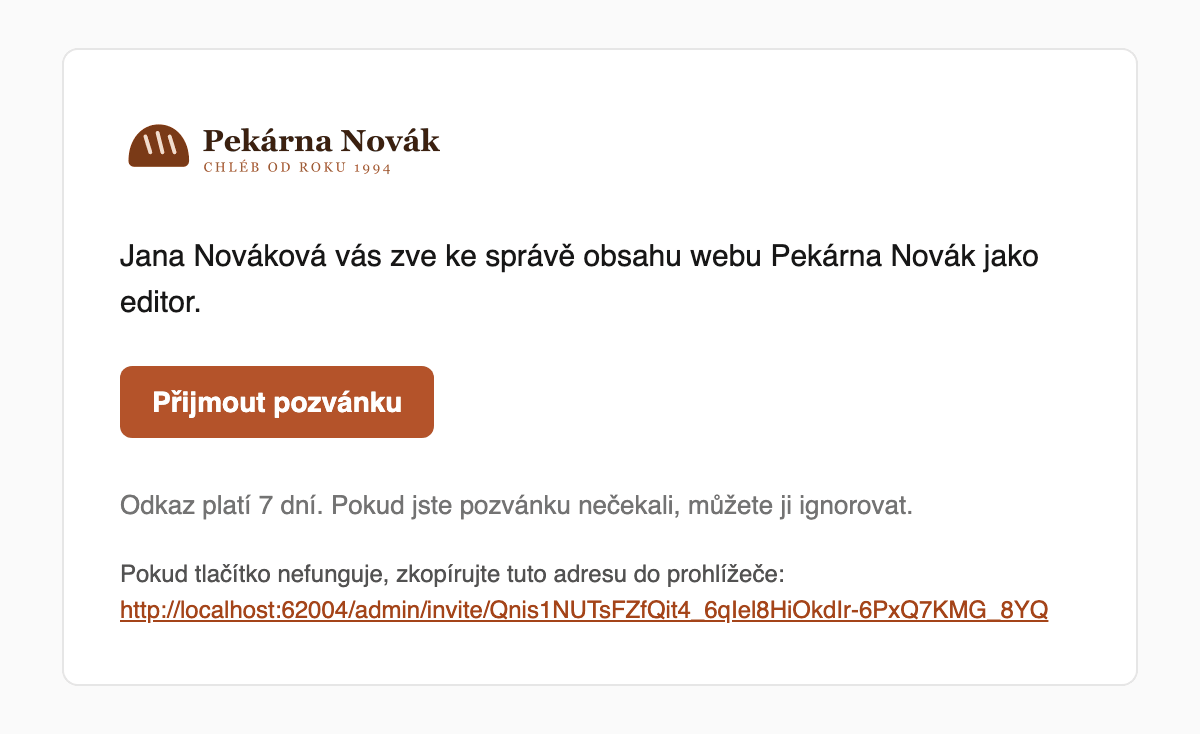 Pekárna Novák
CHLÉB OD ROKU 1994
Jana Nováková vás zve ke správě obsahu webu Pekárna Novák jako
editor.
Přijmout pozvánku
Odkaz platí 7 dní. Pokud jste pozvánku nečekali, můžete ji ignorovat.
Pokud tlačítko nefunguje, zkopírujte tuto adresu do prohlížeče:
http://localhost:62004/admin/invite/Qnis1NUTsFZfQit4_6qIel8HiOkdIr-6PxQ7KMG_8YQ